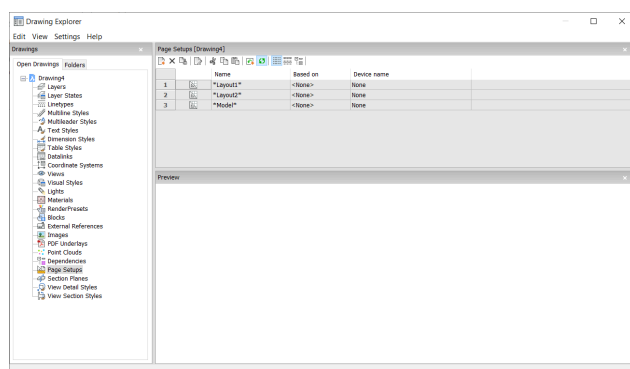 Drawing Explorer
Edit View Settings Help
Drawings
Page Setups [Drawing4]
Open Drawings Folders
Drawing4
Layers
Layer States
Linetypes
Multiline Styles
Multileader Styles
Text Styles
Dimension Styles
Table Styles
Datalinks
Coordinate Systems
Views
Visual Styles
Lights
Materials
RenderPresets
Blocks
External References
Images
PDF Underlays
Point Clouds
Dependencies
Page Setups
Section Planes
View Detail Styles
View Section Styles
Name Based on Device name
1 *Layout1* <None> None
2 *Layout2* <None> None
3 *Model* <None> None
Preview